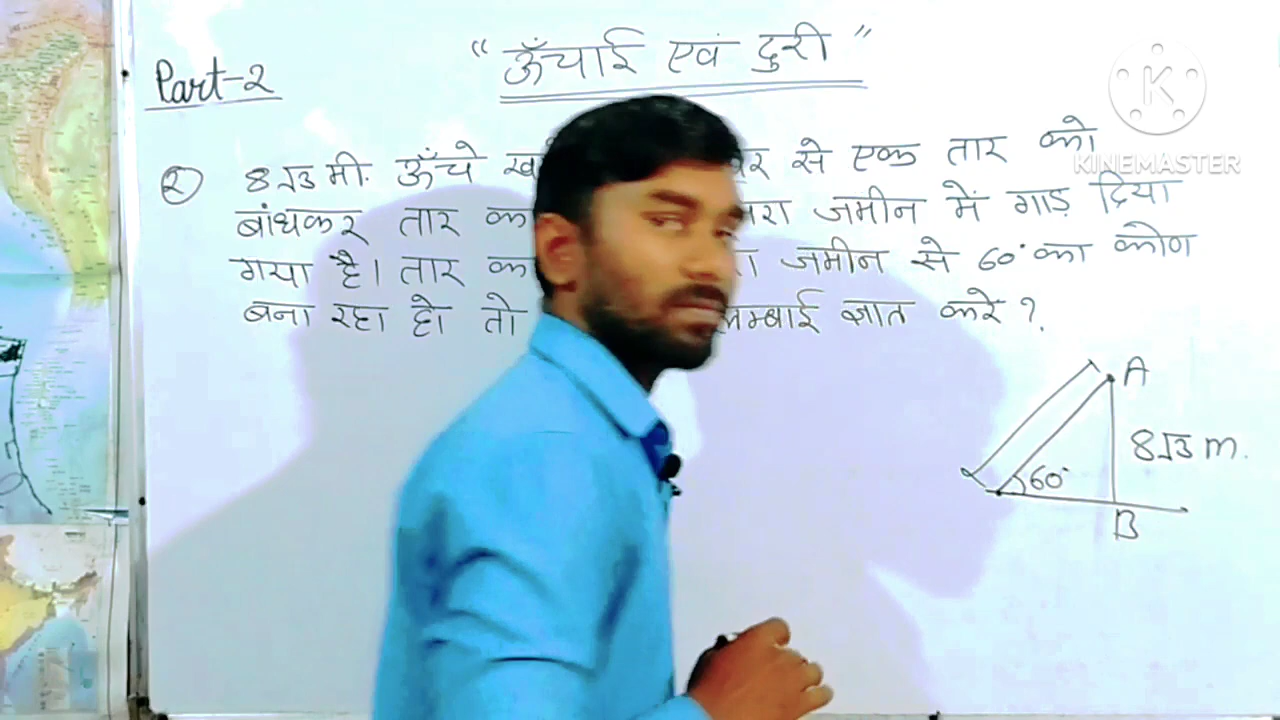 Part-2
“ ऊँचाई एवं दुरी ”
K
KINEMASTER
२ 8√3 मी. ऊँचे से एक तार को
बांधकर तार जमीन में गाड़ दिया
गया है। तार जमीन से 60° का कोण
बना रहा हो तो लम्बाई ज्ञात करे ?.
A
8√3 m.
60°
B